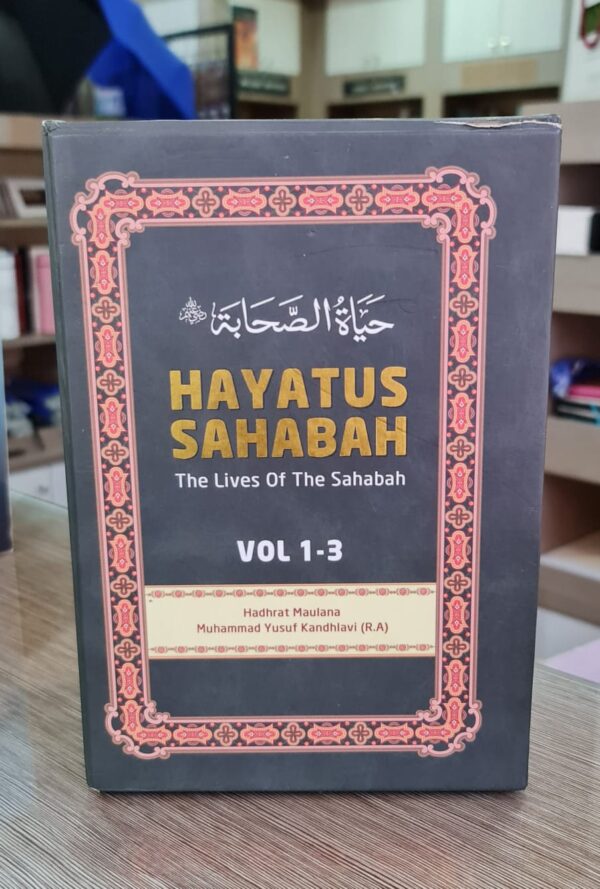 حَيَاةُ الصَّحَابَة
HAYATUS
SAHABAH
The Lives Of The Sahabah
VOL 1-3
Hadhrat Maulana
Muhammad Yusuf Kandhlavi (R.A)